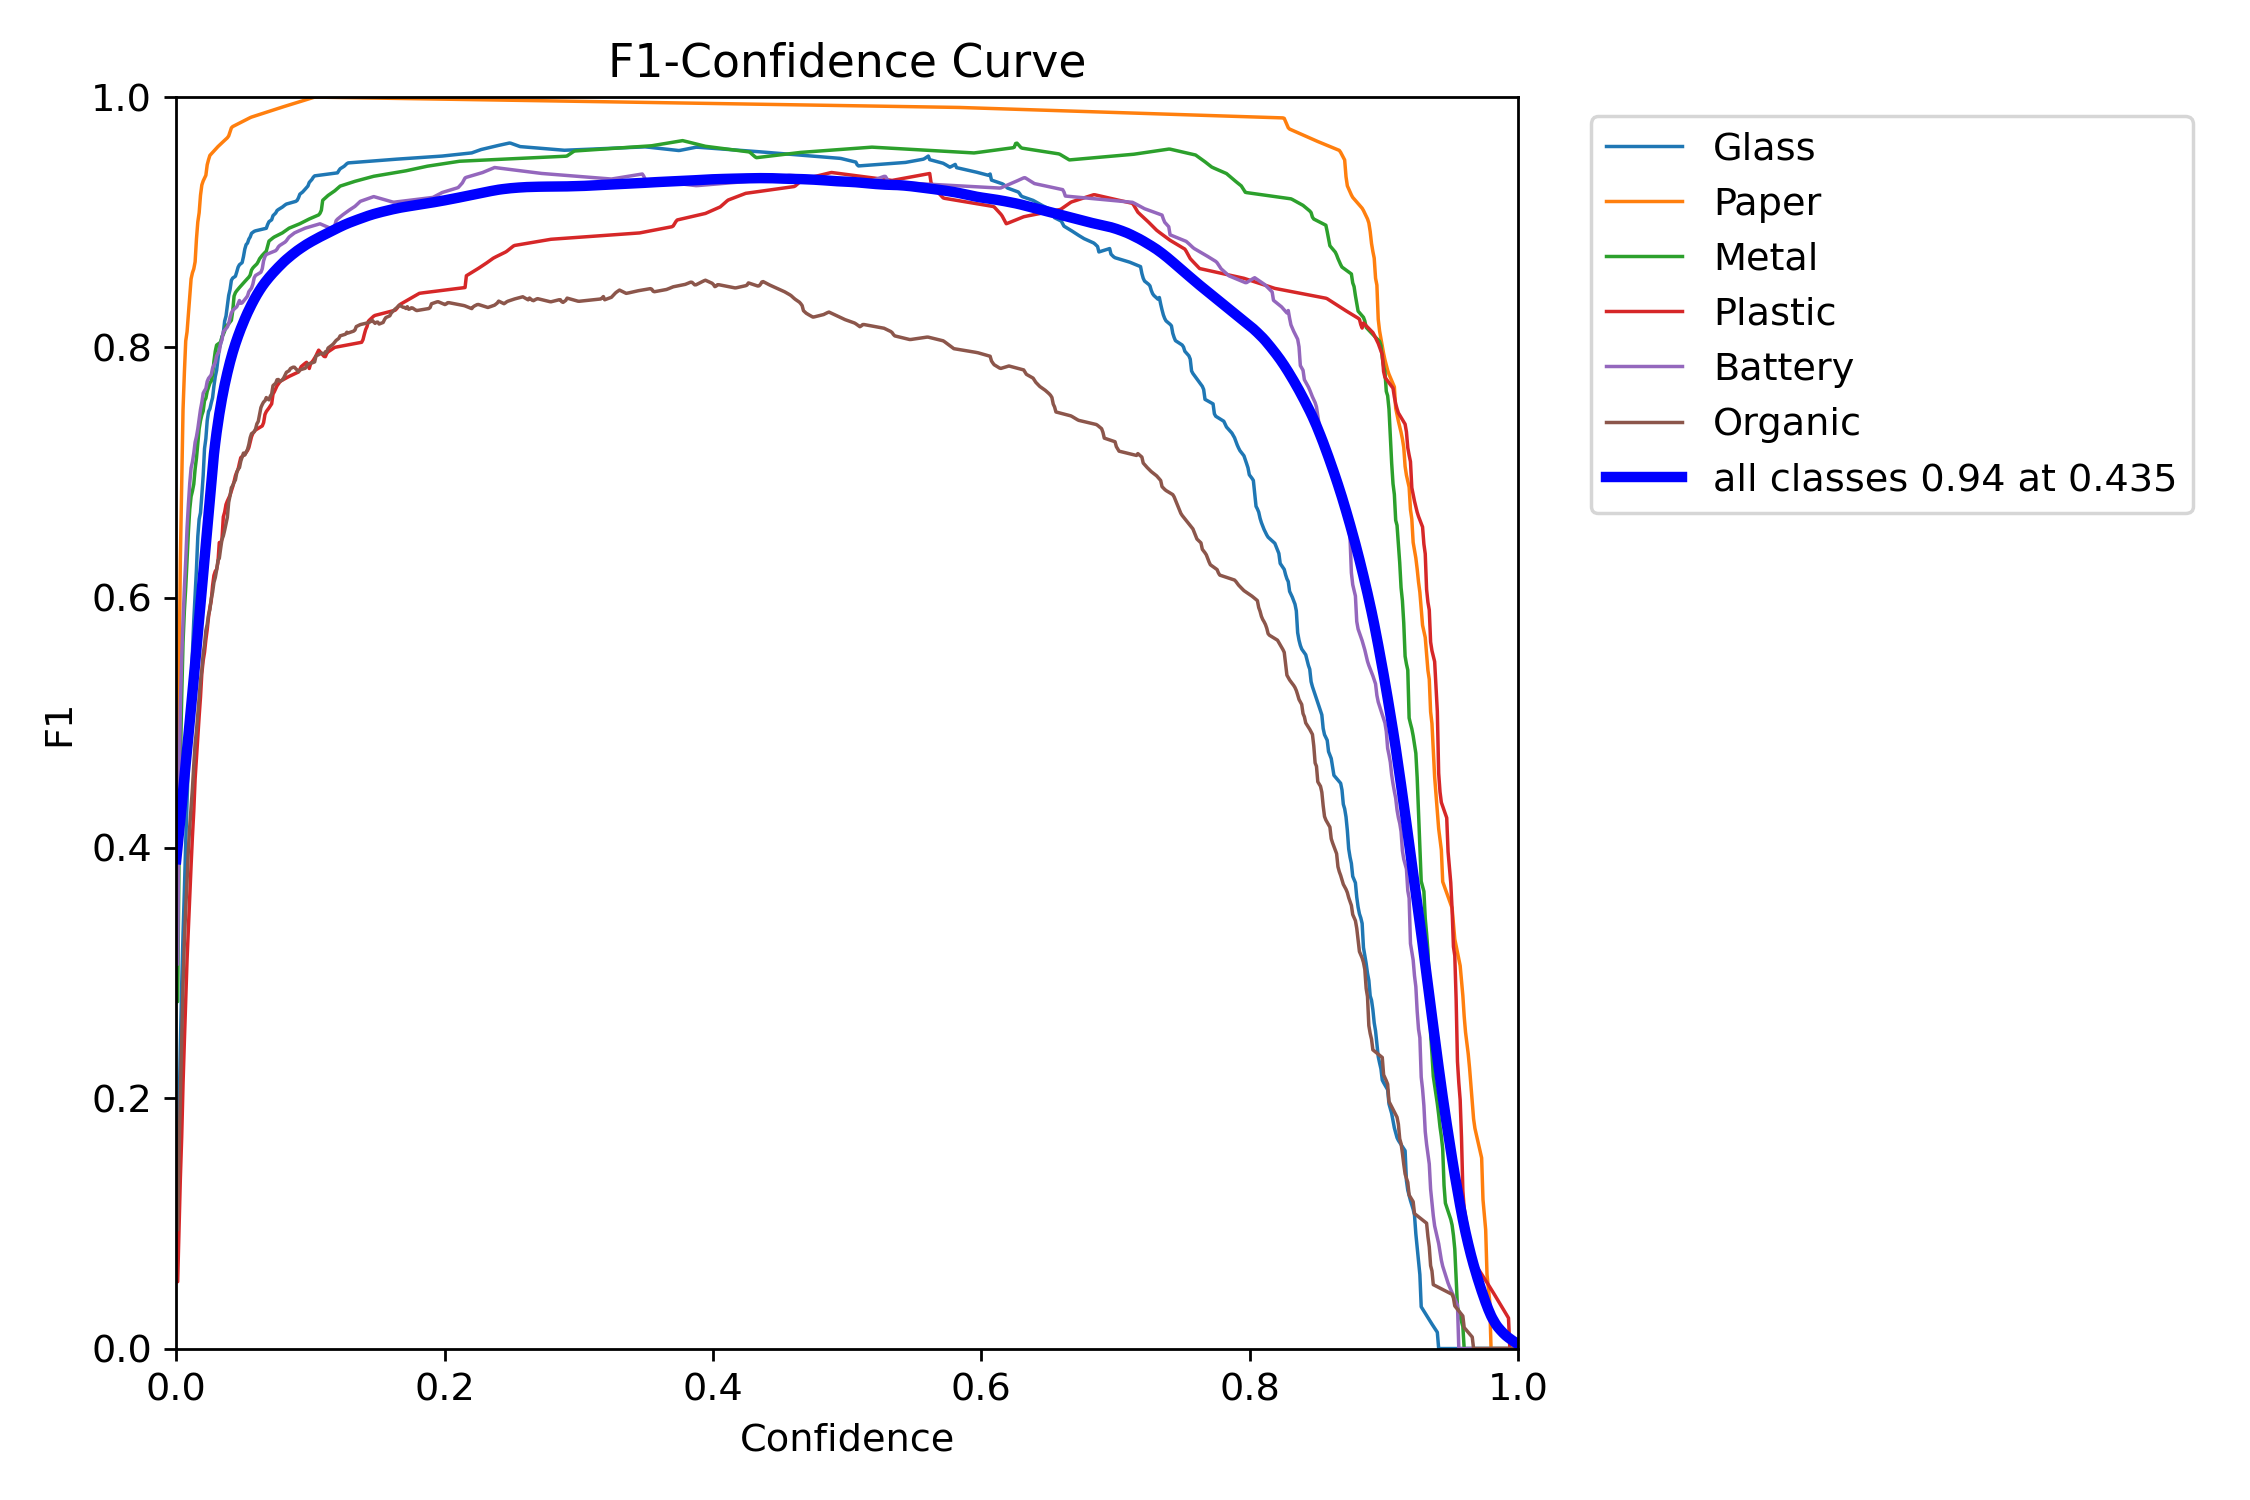 F1-Confidence Curve
1.0
0.8
0.6
0.4
0.2
0.0
F1
0.0 0.2 0.4 0.6 0.8 1.0
Confidence
Glass
Paper
Metal
Plastic
Battery
Organic
all classes 0.94 at 0.435